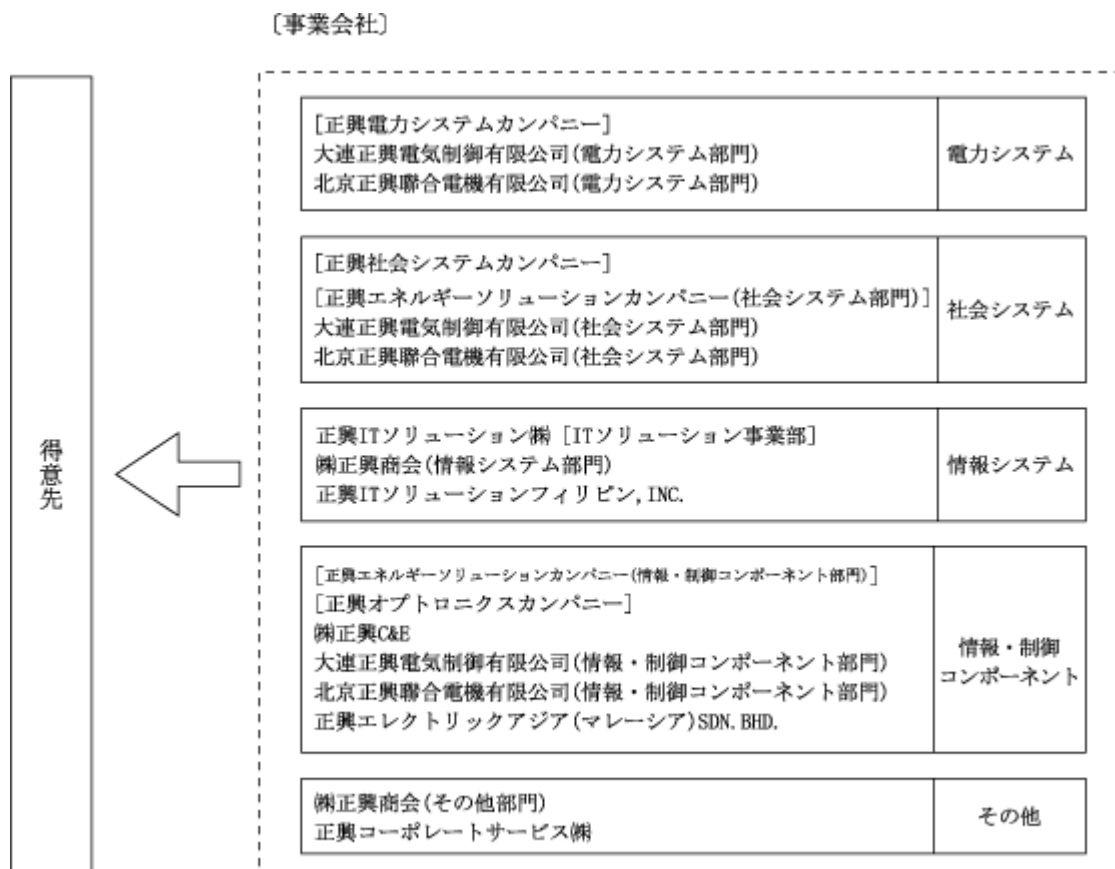 〔事業会社〕
得意先
[正興電力システムカンパニー]
大連正興電気制御有限公司(電力システム部門)
北京正興聯合電機有限公司(電力システム部門)
電力システム
[正興社会システムカンパニー]
[正興エネルギーソリューションカンパニー(社会システム部門)]
大連正興電気制御有限公司(社会システム部門)
北京正興聯合電機有限公司(社会システム部門)
社会システム
正興ITソリューション㈱ [ITソリューション事業部]
㈱正興商会(情報システム部門)
正興ITソリューションフィリピン,INC.
情報システム
[正興エネルギーソリューションカンパニー(情報・制御コンポーネント部門)]
[正興オプトロニクスカンパニー]
㈱正興C&E
大連正興電気制御有限公司(情報・制御コンポーネント部門)
北京正興聯合電機有限公司(情報・制御コンポーネント部門)
正興エレクトリックアジア(マレーシア)SDN.BHD.
情報・制御
コンポーネント
㈱正興商会(その他部門)
正興コーポレートサービス㈱
その他